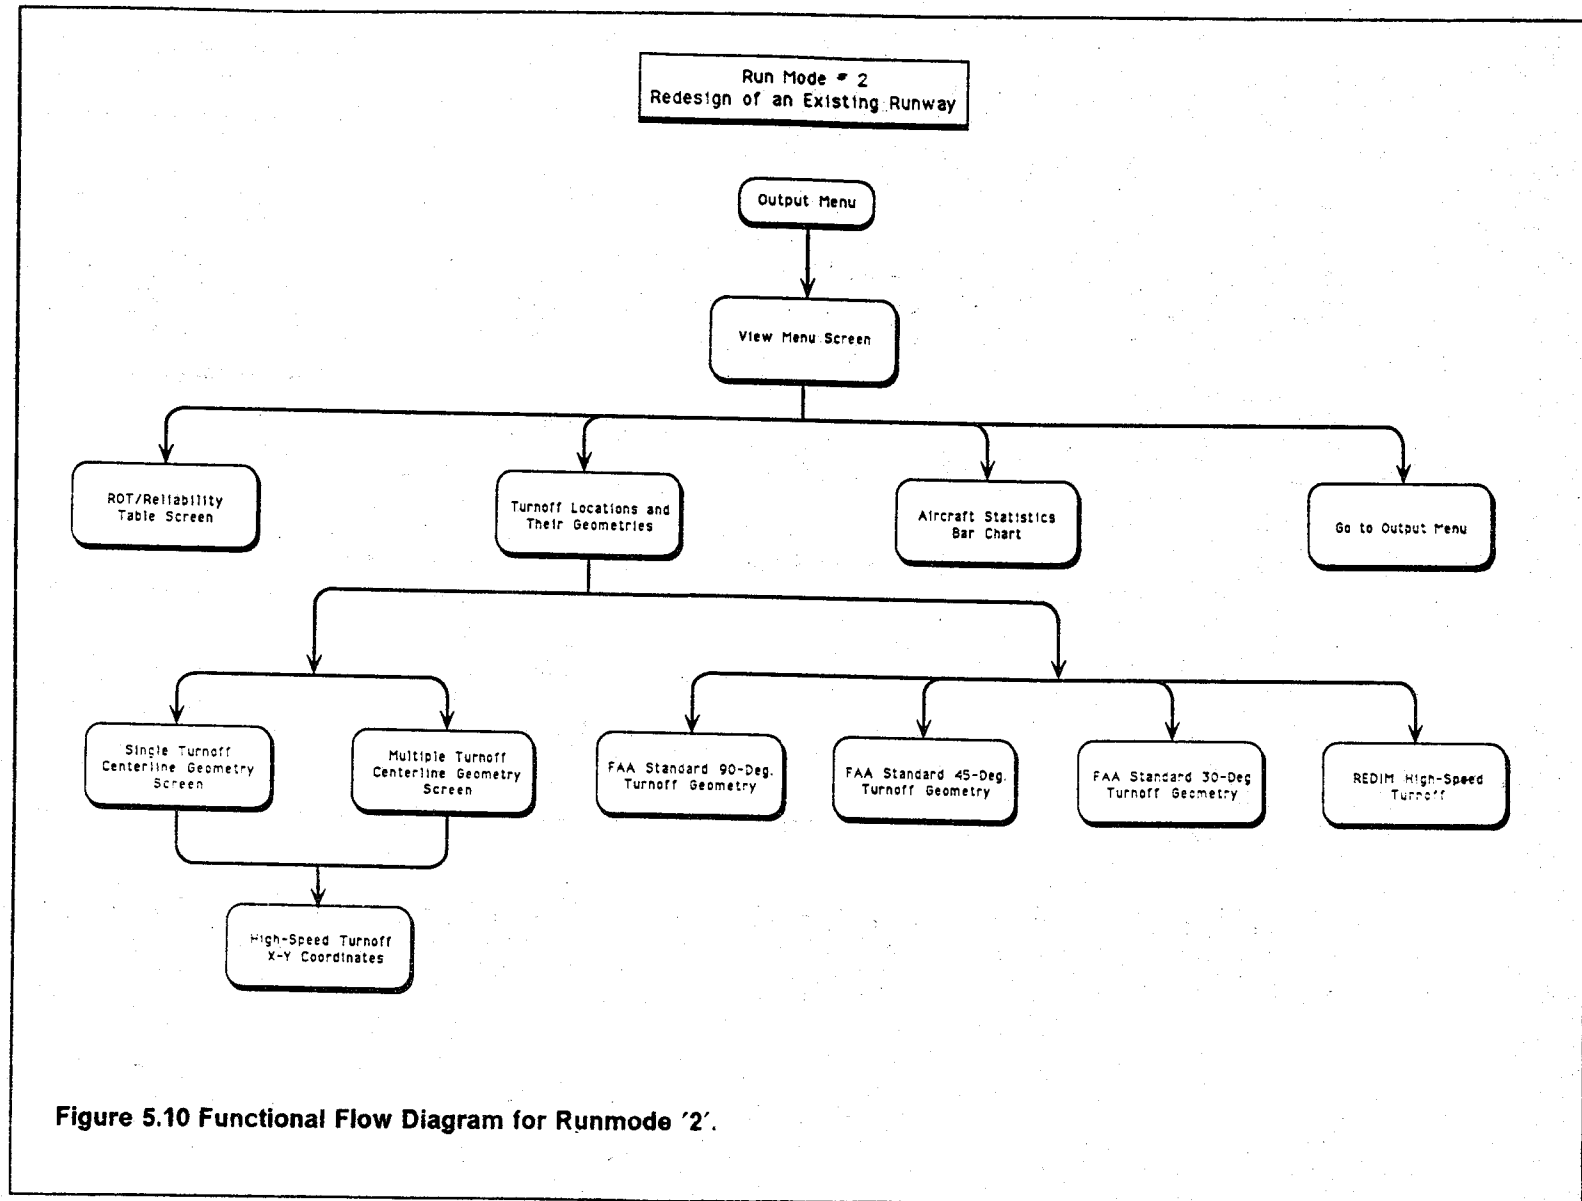 Run Mode # 2
Redesign of an Existing Runway
Output Menu
View Menu Screen
ROT/Reliability
Table Screen
Turnoff Locations and
Their Geometries
Aircraft Statistics
Bar Chart
Go to Output Menu
Single Turnoff
Centerline Geometry
Screen
Multiple Turnoff
Centerline Geometry
Screen
FAA Standard 90-Deg.
Turnoff Geometry
FAA Standard 45-Deg.
Turnoff Geometry
FAA Standard 30-Deg
Turnoff Geometry
REDIM High-Speed
Turnoff
High-Speed Turnoff
X-Y Coordinates
Figure 5.10 Functional Flow Diagram for Runmode '2'.